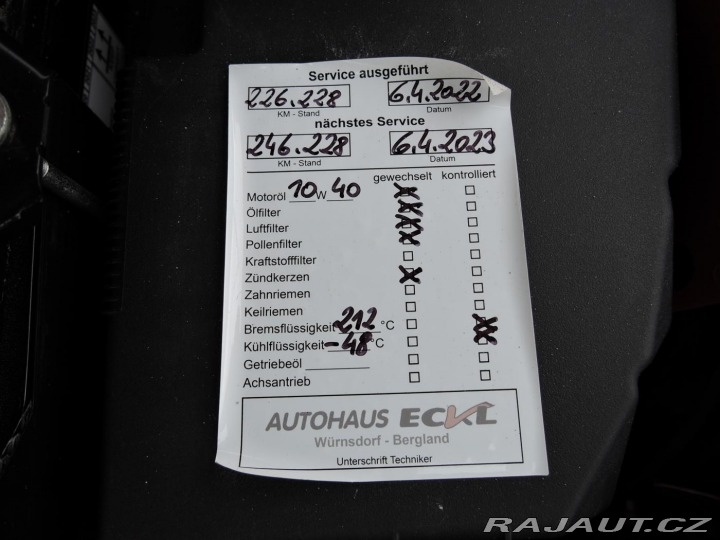 Service ausgeführt
226.228 6.4.2022
KM - Stand Datum
nächstes Service
246.228 6.4.2023
KM - Stand Datum
gewechselt kontrolliert
Motoröl 10 W 40
Ölfilter
Luftfilter
Pollenfilter
Kraftstofffilter
Zündkerzen
Zahnriemen
Keilriemen
Bremsflüssigkeit 212 °C
Kühlflüssigkeit -48 °C
Getriebeöl
Achsantrieb
AUTOHAUS ECKL
Würnsdorf - Bergland
Unterschrift Techniker
RAJAUT.CZ